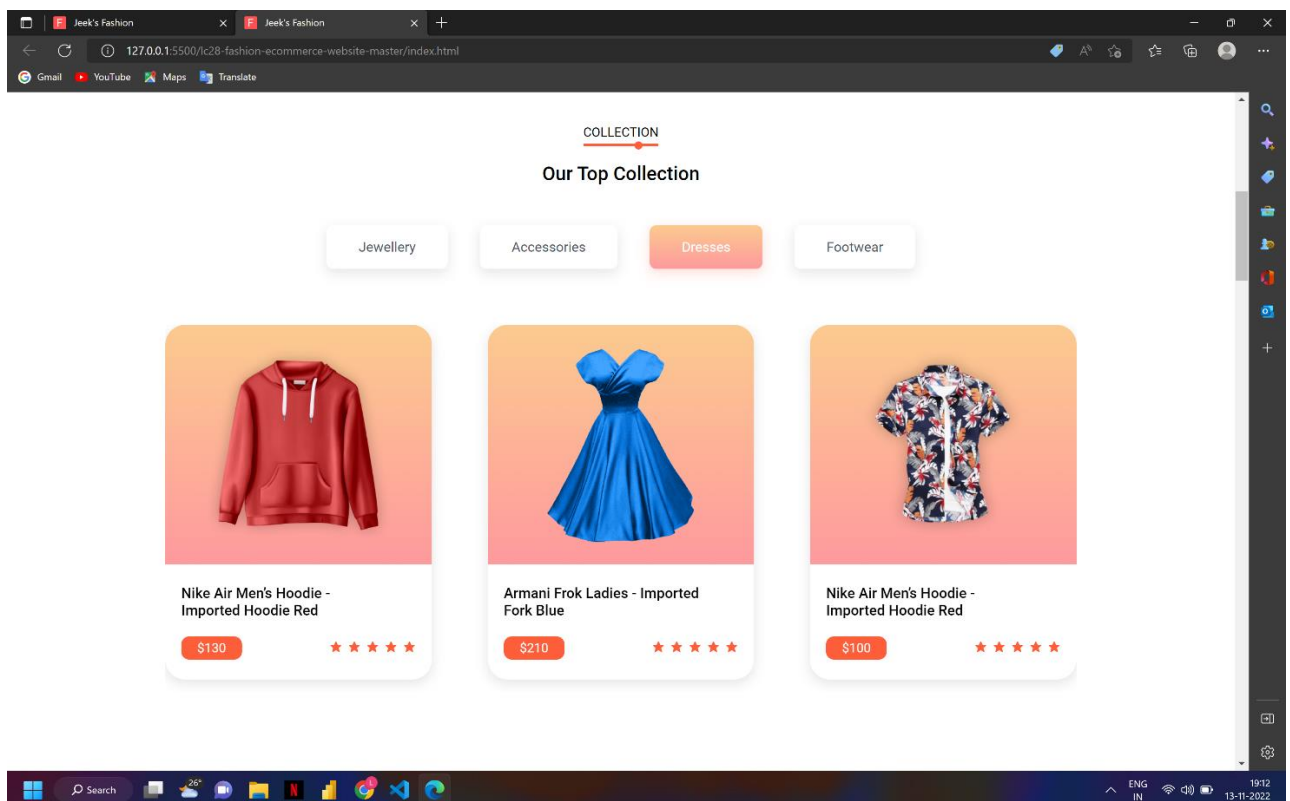 F Jeek's Fashion
F Jeek's Fashion
127.0.0.1:5500/lc28-fashion-ecommerce-website-master/index.html
Gmail YouTube Maps Translate
COLLECTION
Our Top Collection
Jewellery Accessories Dresses Footwear
Nike Air Men's Hoodie -
Imported Hoodie Red
$130
Armani Frok Ladies - Imported
Fork Blue
$210
Nike Air Men's Hoodie -
Imported Hoodie Red
$100
26°
Search
ENG
IN
19:12
13-11-2022